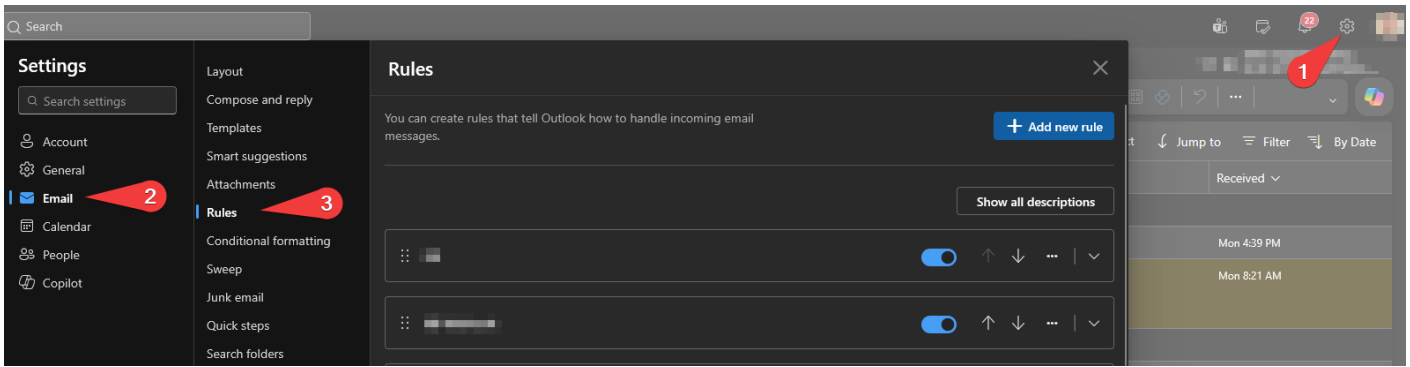 Search
22
1
Settings
Search settings
Account
General
Email
2
Calendar
People
Copilot
Layout
Compose and reply
Templates
Smart suggestions
Attachments
Rules
3
Conditional formatting
Sweep
Junk email
Quick steps
Search folders
Rules
You can create rules that tell Outlook how to handle incoming email
messages.
Add new rule
Show all descriptions
Jump to
Filter
By Date
Received
Mon 4:39 PM
Mon 8:21 AM